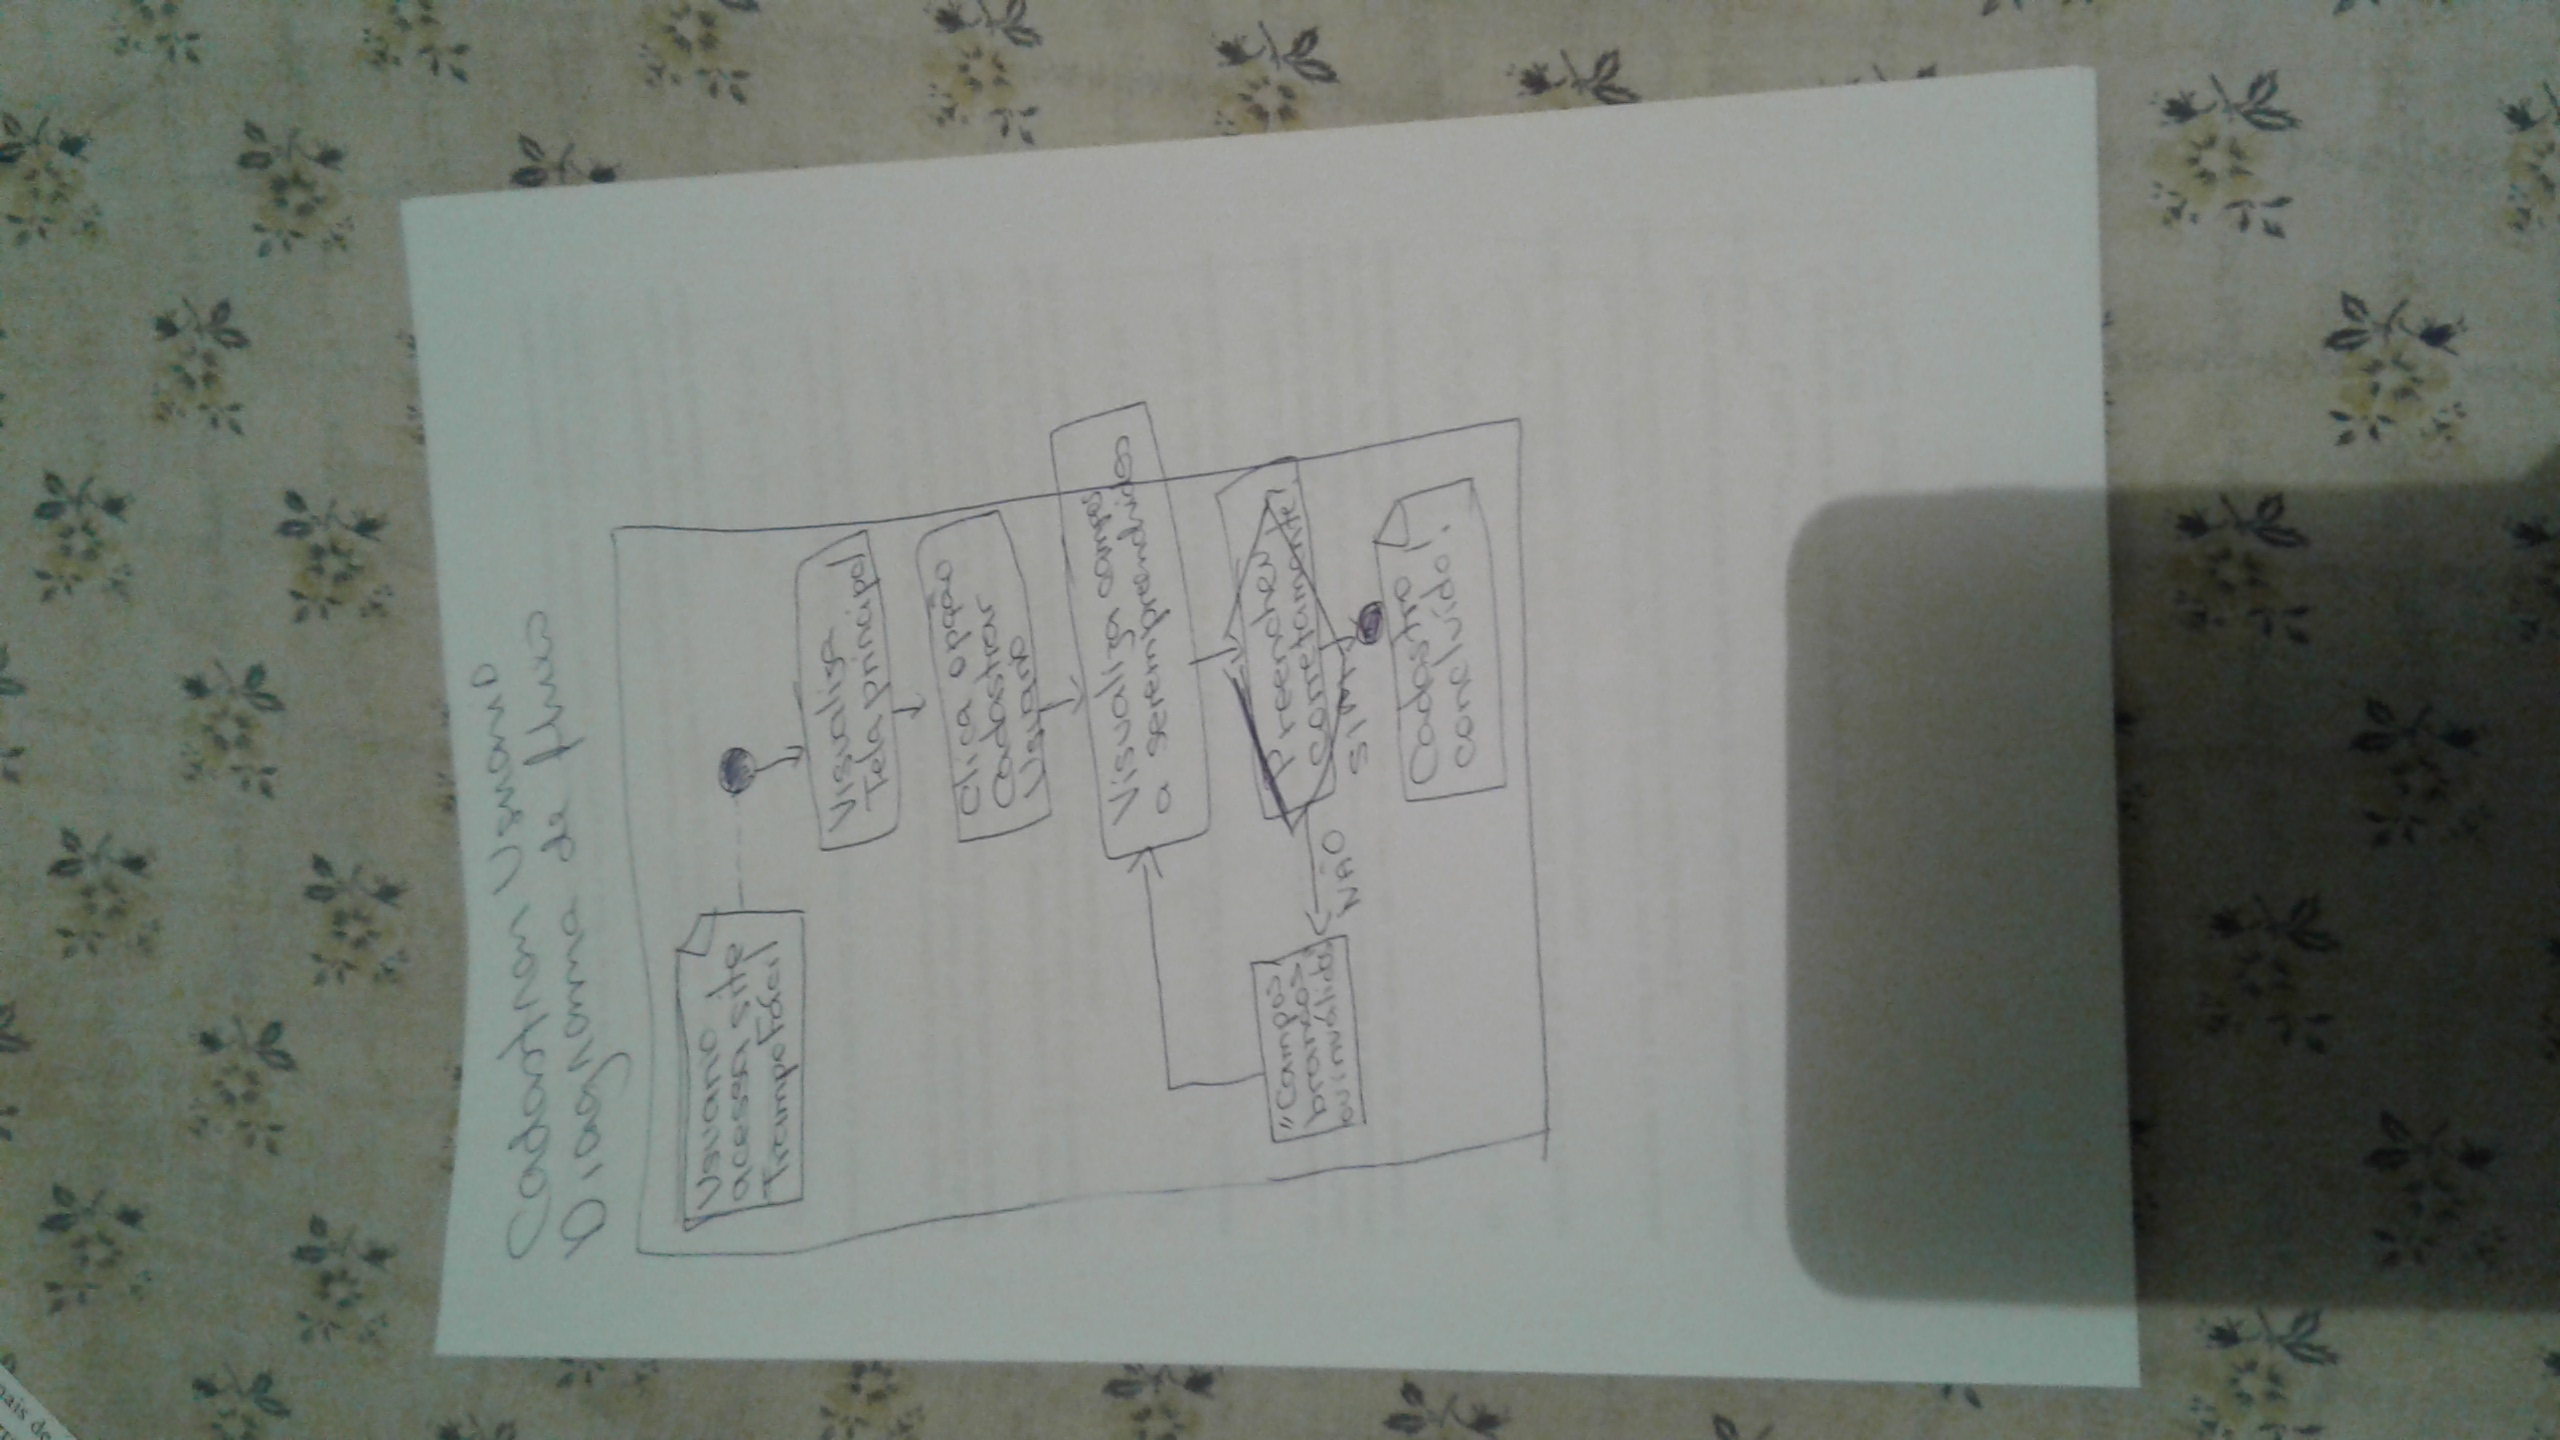 Cadastrar Usuario
Diagrama de fluxo
Usuario
acessa site
TrampoFácil
Visualiza
Tela principal
Clica opção
Cadastrar
Usuario
Visualiza campos
a serem preenchidos
Preencheu
corretamente?
"Campos
brancos
ou inválidos"
NÃO
SIM
Cadastro
concluído!